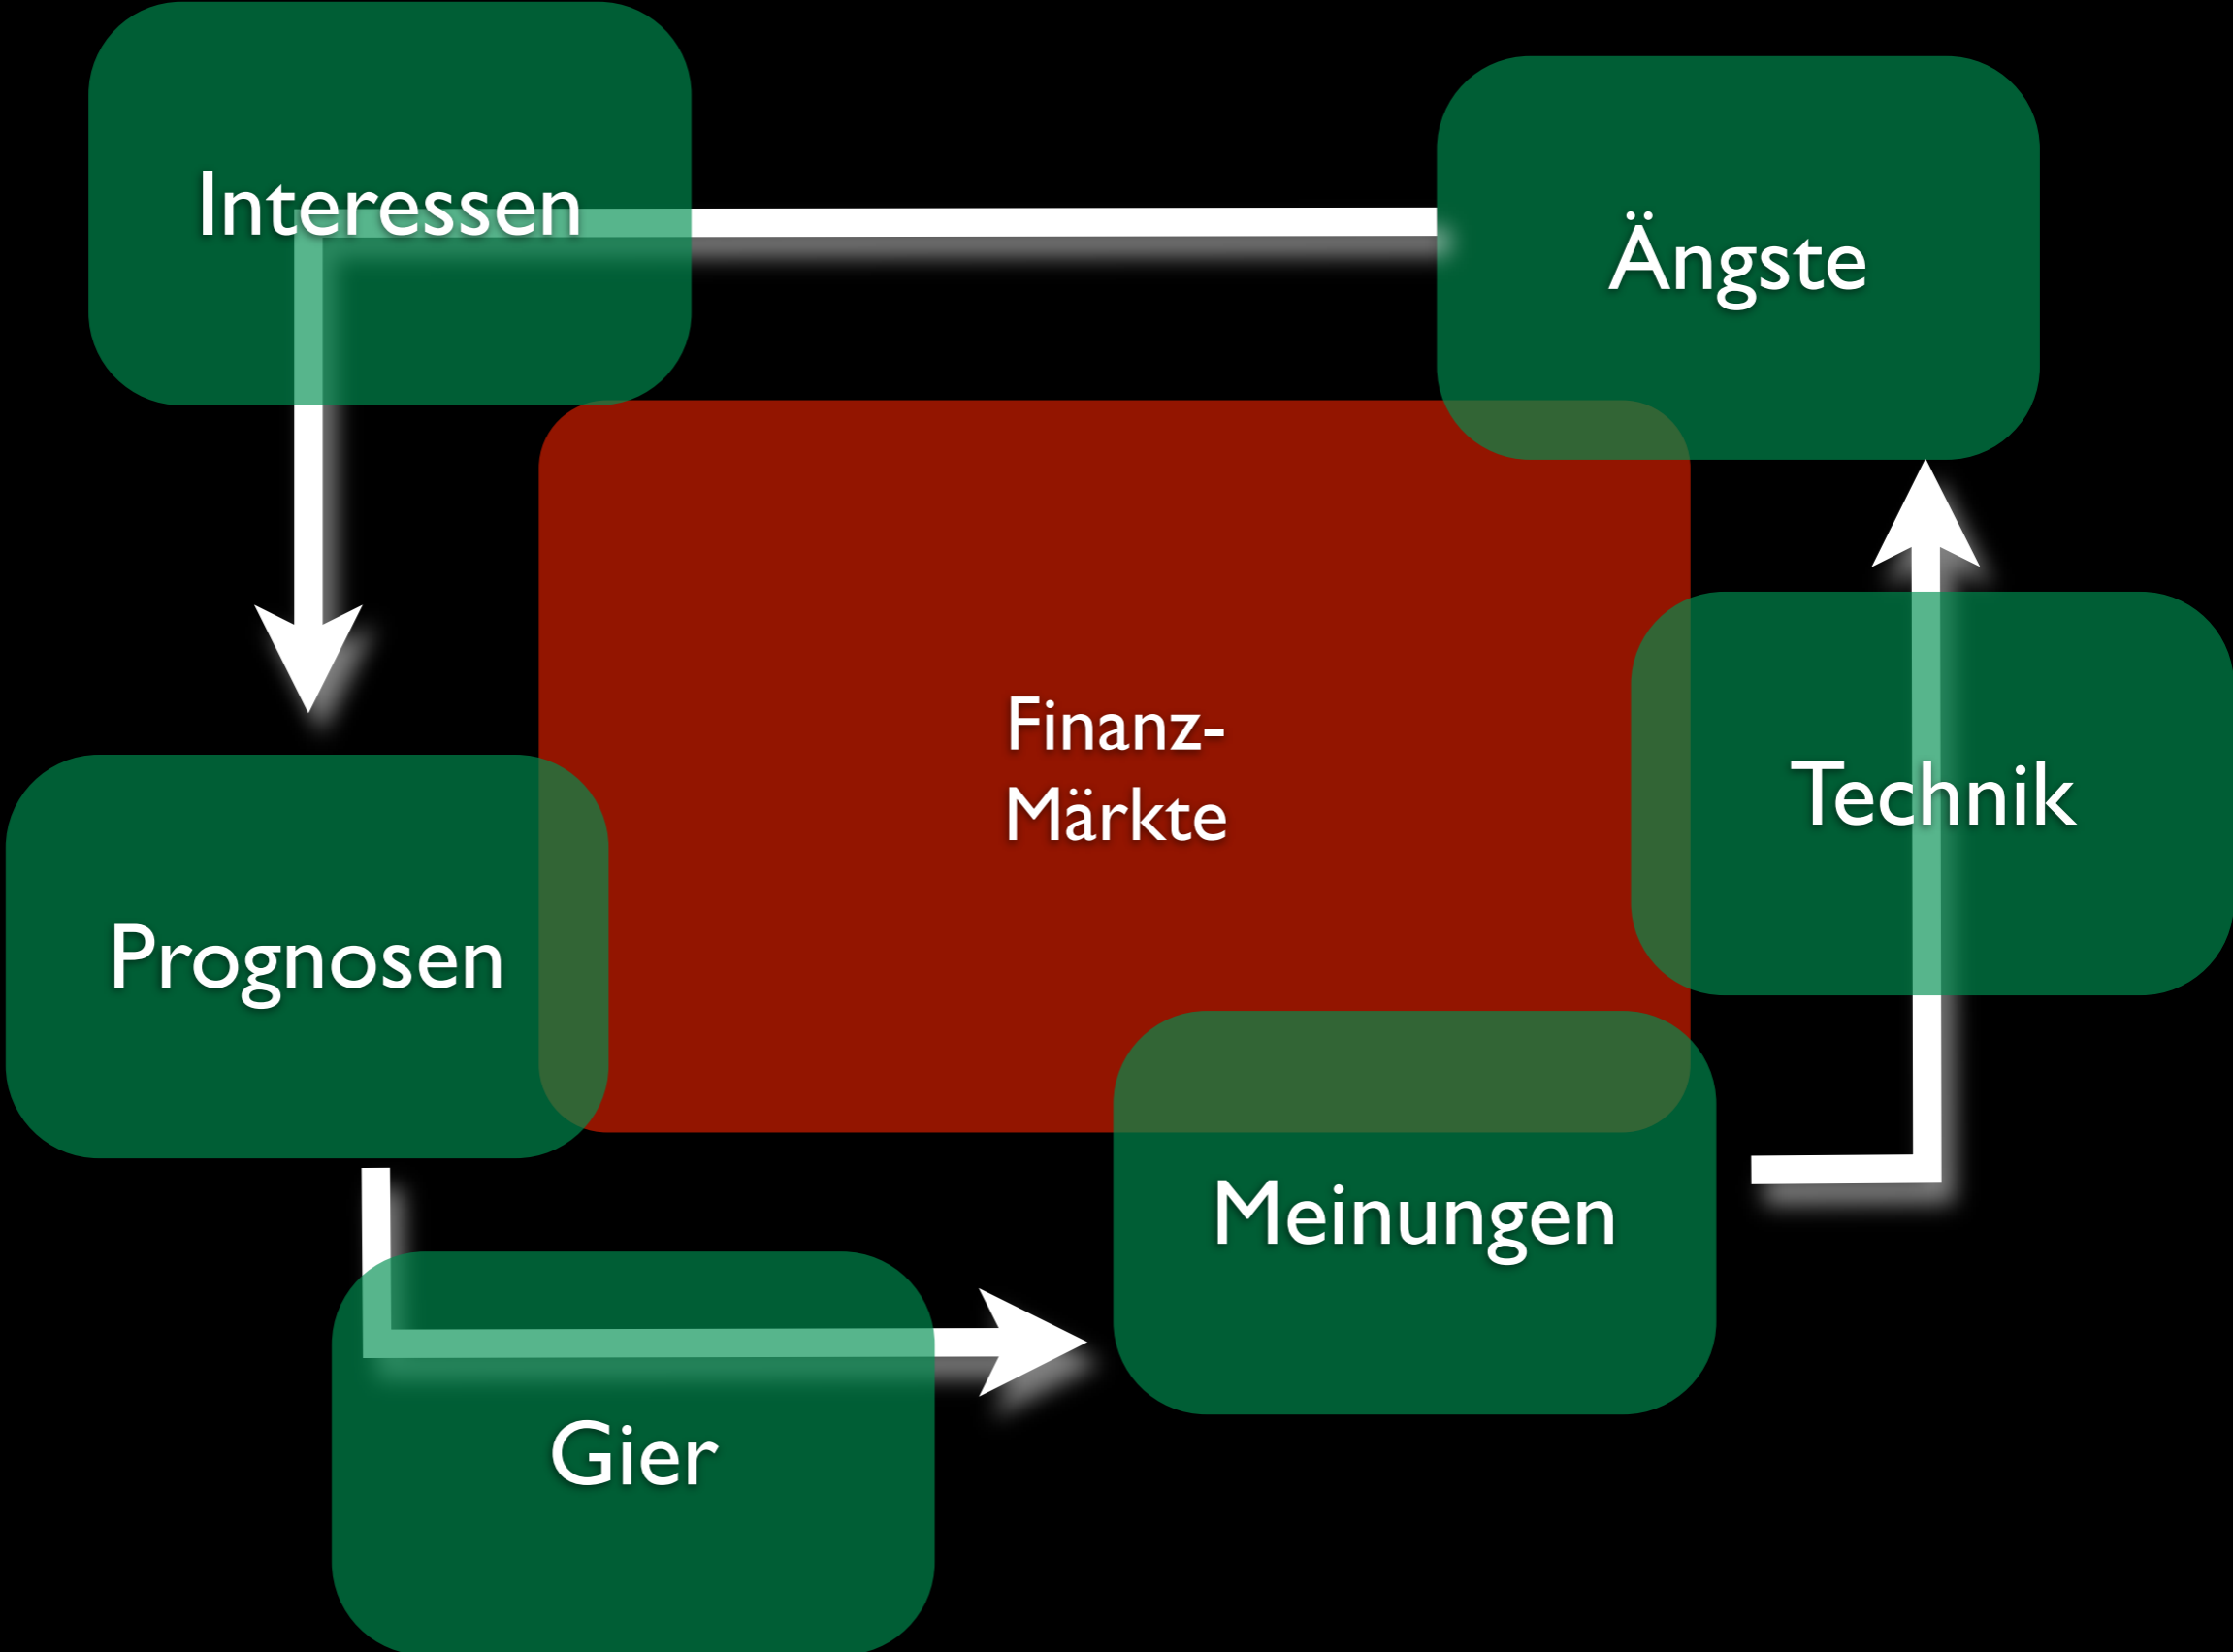 Interessen
Ängste
Finanz-
Märkte
Technik
Prognosen
Meinungen
Gier